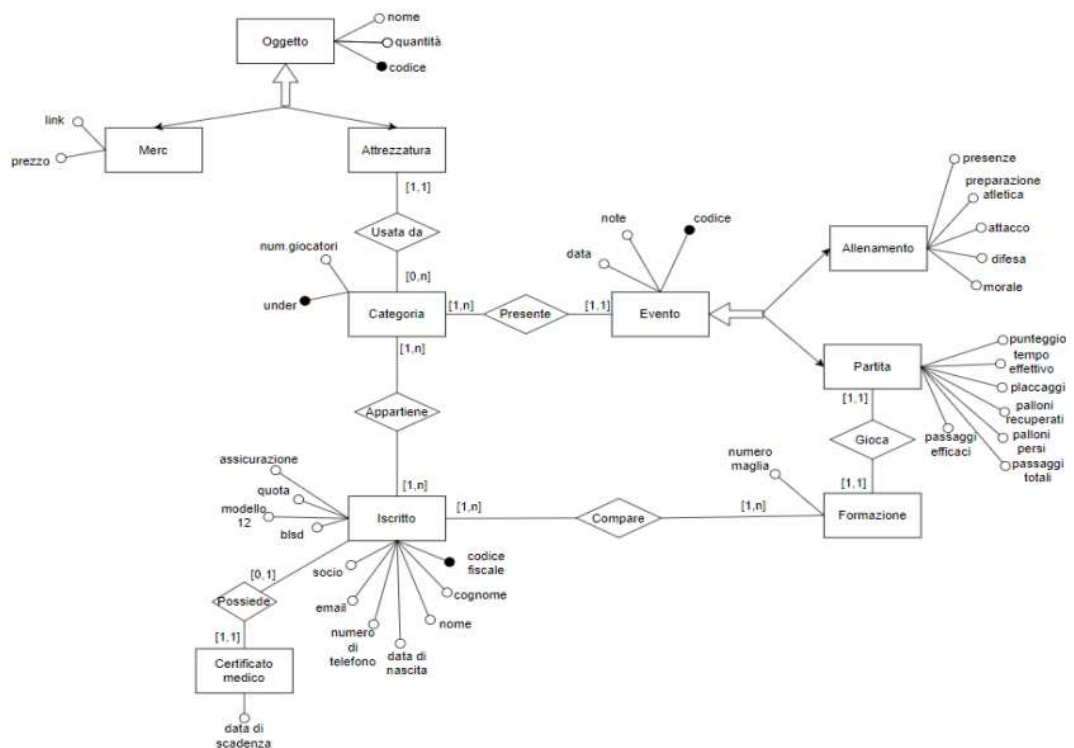 nome
Oggetto
quantità
codice
link
prezzo
Merc
Attrezzatura
[1,1]
Usata da
[0,n]
num.giocatori
under
Categoria
[1,n]
Presente
[1,1]
note
codice
data
Evento
presenze
preparazione
atletica
Allenamento
attacco
difesa
morale
punteggio
tempo
effettivo
Partita
placcaggi
palloni
recuperati
palloni
persi
passaggi
totali
passaggi
efficaci
[1,1]
Gioca
[1,1]
numero
maglia
Formazione
[1,n]
Appartiene
[1,n]
assicurazione
quota
modello
12
blsd
Iscritto
[1,n]
Compare
[1,n]
socio
codice
fiscale
cognome
email
nome
numero
di
telefono
data di
nascita
[0,1]
Possiede
[1,1]
Certificato
medico
data di
scadenza